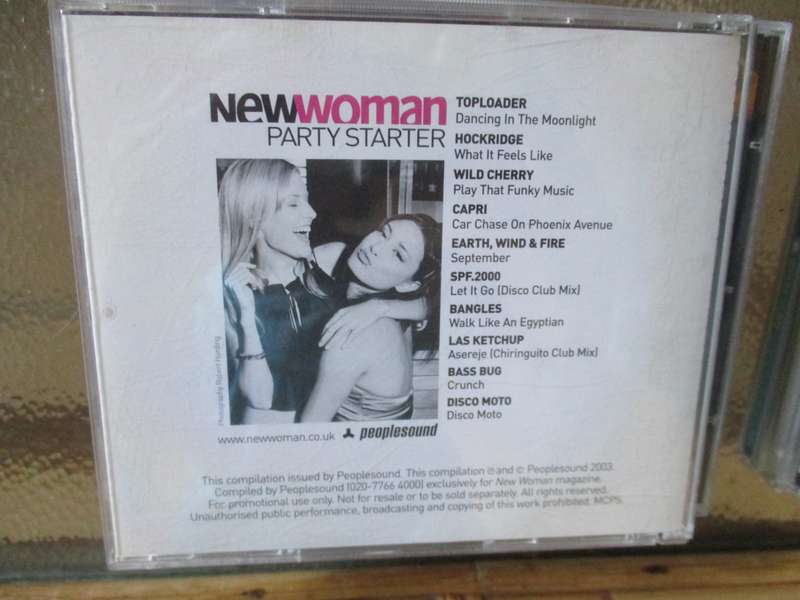 NEWWOMAN
PARTY STARTER
TOPLOADER
Dancing In The Moonlight
HOCKRIDGE
What It Feels Like
WILD CHERRY
Play That Funky Music
CAPRI
Car Chase On Phoenix Avenue
EARTH, WIND & FIRE
September
SPF.2000
Let It Go (Disco Club Mix)
BANGLES
Walk Like An Egyptian
LAS KETCHUP
Asereje (Chiringuito Club Mix)
BASS BUG
Crunch
DISCO MOTO
Disco Moto
Photography Robert Harding
www.newwoman.co.uk peoplesound
This compilation issued by Peoplesound. This compilation ℗ and © Peoplesound 2003.
Compiled by Peoplesound (020-7766 4000) exclusively for New Woman magazine.
For promotional use only. Not for resale or to be sold separately. All rights reserved.
Unauthorised public performance, broadcasting and copying of this work prohibited. MCPS.